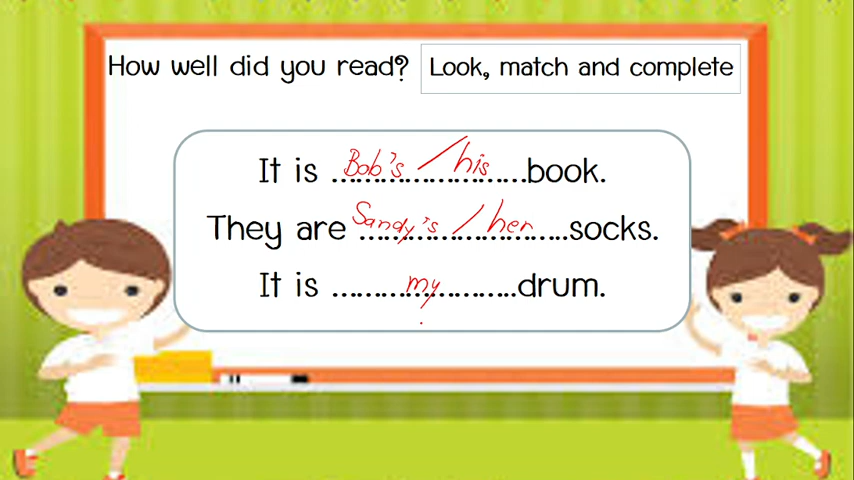 How well did you read? Look, match and complete
It is ...Bob's / his...book.
They are ...Sandy's / her...socks.
It is ...my...drum.